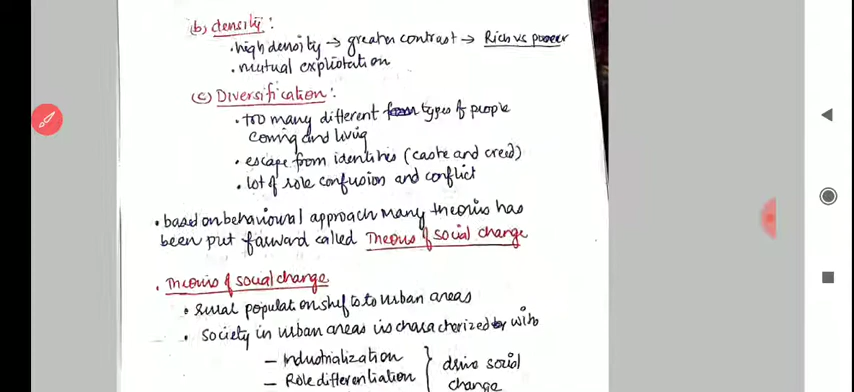 (b) density:
• high density → greater contrast → Rich vs pooer
• mutual expliotation
(c) Diversification:
• too many different types of people
coming and living
• escape from identities (caste and creed)
• lot of role confusion and conflict
• based on behavioural approach many theories has
been put forward called Theories of social change
• Theories of social change
• rural population shifts to urban areas
• society in urban areas is characterized with
– Industrialization
– Role differentiation
} drive social
change